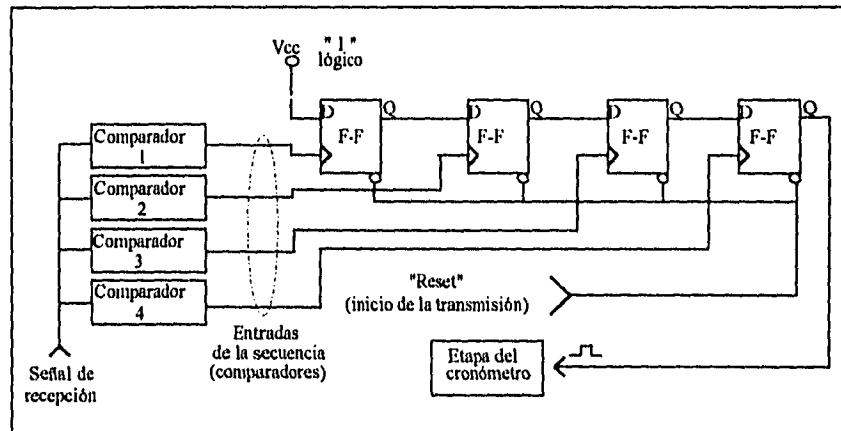 Vcc
" 1 "
lógico
D
Q
F-F
D
Q
F-F
D
Q
F-F
D
Q
F-F
Comparador
1
Comparador
2
Comparador
3
Comparador
4
"Reset"
(inicio de la transmisión)
Entradas
de la secuencia
(comparadores)
Etapa del
cronómetro
Señal de
recepción